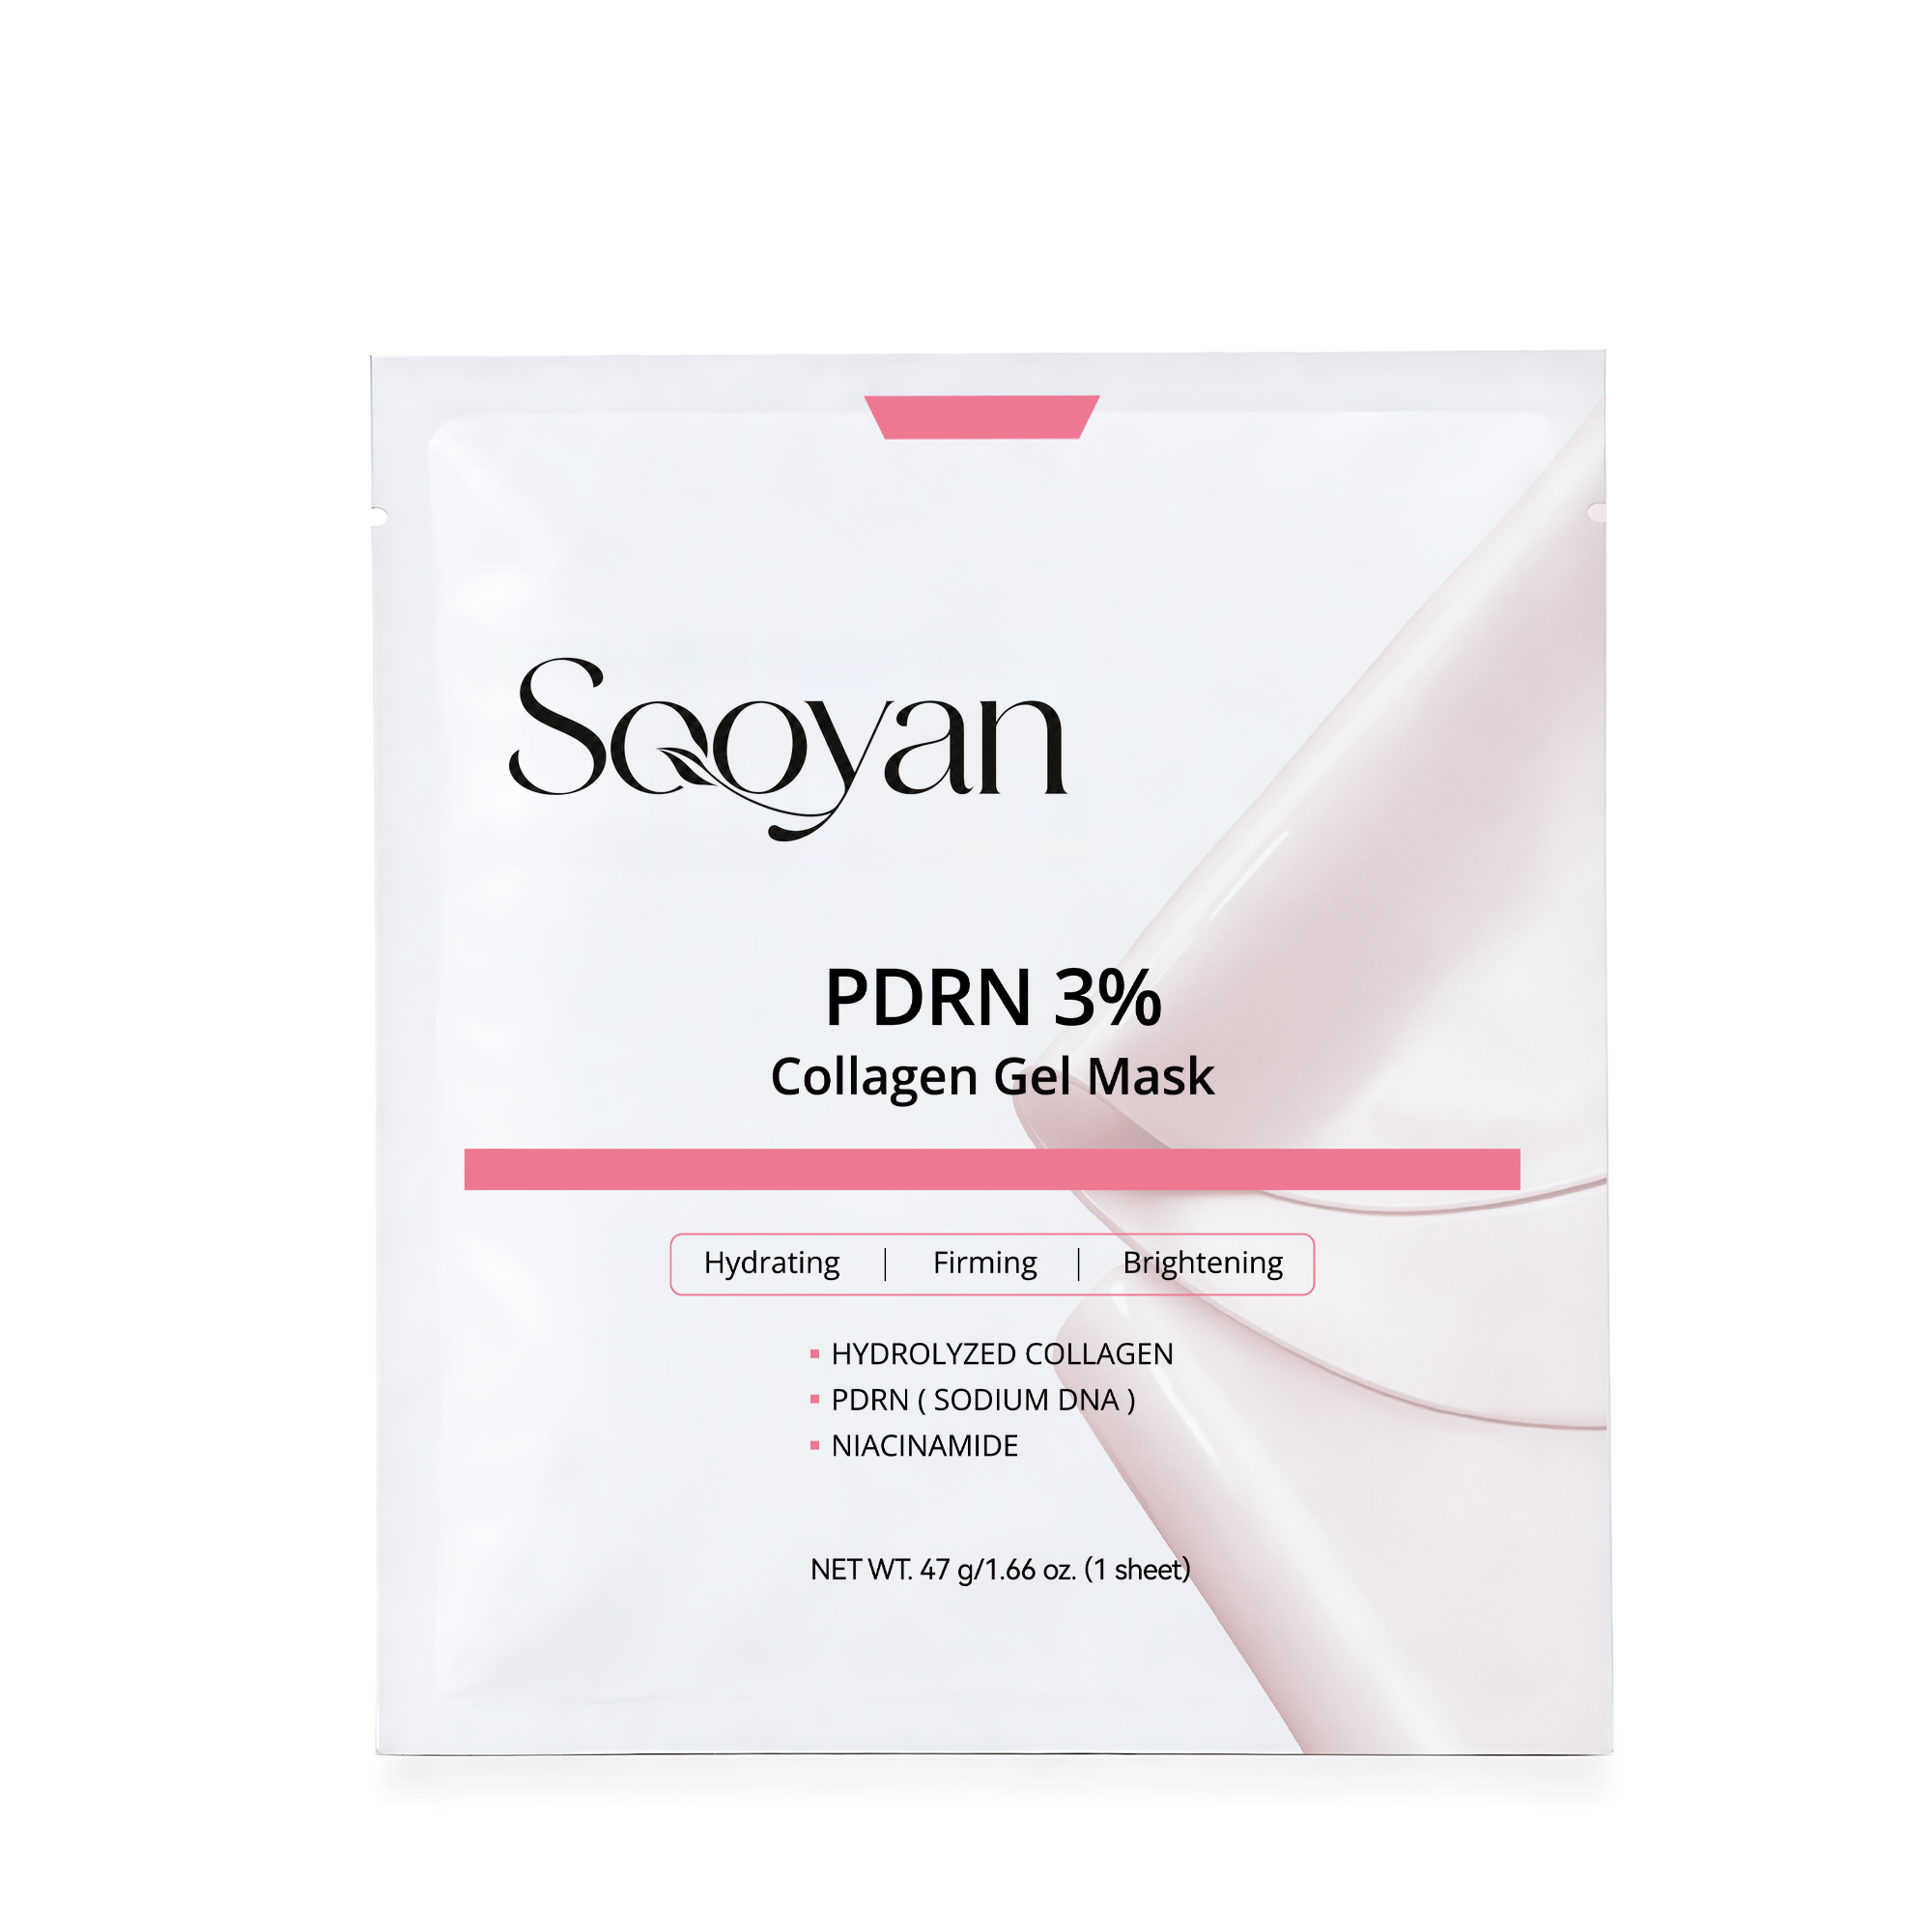 Seoyan
PDRN 3%
Collagen Gel Mask
Hydrating | Firming | Brightening
HYDROLYZED COLLAGEN
PDRN ( SODIUM DNA )
NIACINAMIDE
NET WT. 47 g/1.66 oz. (1 sheet)